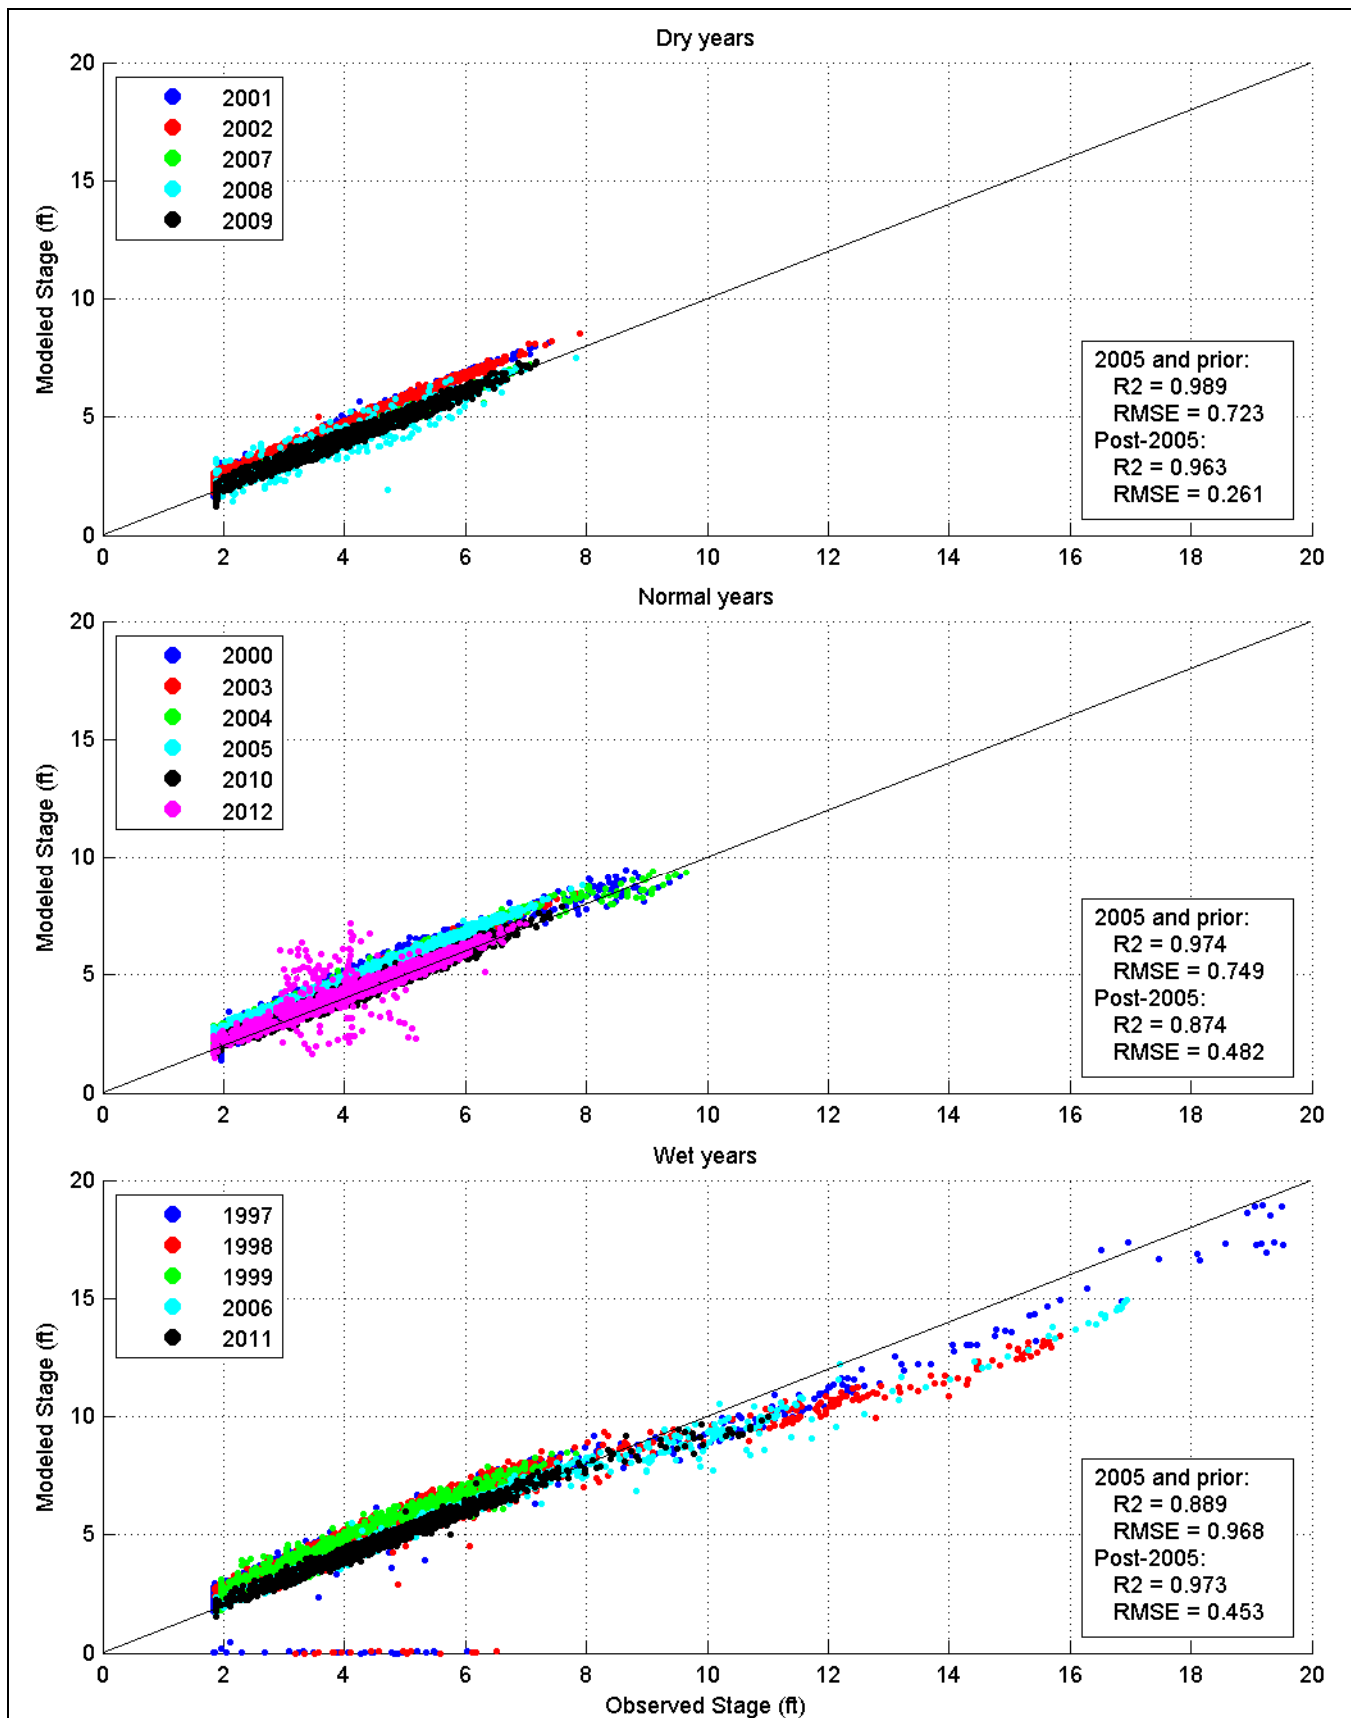 Dry years
20
15
10
5
0
Modeled Stage (ft)
2001
2002
2007
2008
2009
2005 and prior:
R2 = 0.989
RMSE = 0.723
Post-2005:
R2 = 0.963
RMSE = 0.261
0 2 4 6 8 10 12 14 16 18 20
Normal years
20
15
10
5
0
Modeled Stage (ft)
2000
2003
2004
2005
2010
2012
2005 and prior:
R2 = 0.974
RMSE = 0.749
Post-2005:
R2 = 0.874
RMSE = 0.482
0 2 4 6 8 10 12 14 16 18 20
Wet years
20
15
10
5
0
Modeled Stage (ft)
1997
1998
1999
2006
2011
2005 and prior:
R2 = 0.889
RMSE = 0.968
Post-2005:
R2 = 0.973
RMSE = 0.453
0 2 4 6 8 10 12 14 16 18 20
Observed Stage (ft)